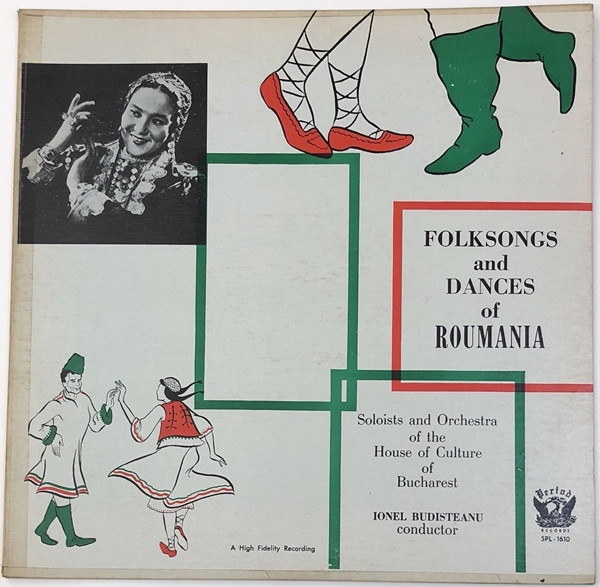 FOLKSONGS
and
DANCES
of
ROUMANIA
Soloists and Orchestra
of the
House of Culture
of
Bucharest
IONEL BUDISTEANU
conductor
A High Fidelity Recording
Period
RECORDS
SPL-1610